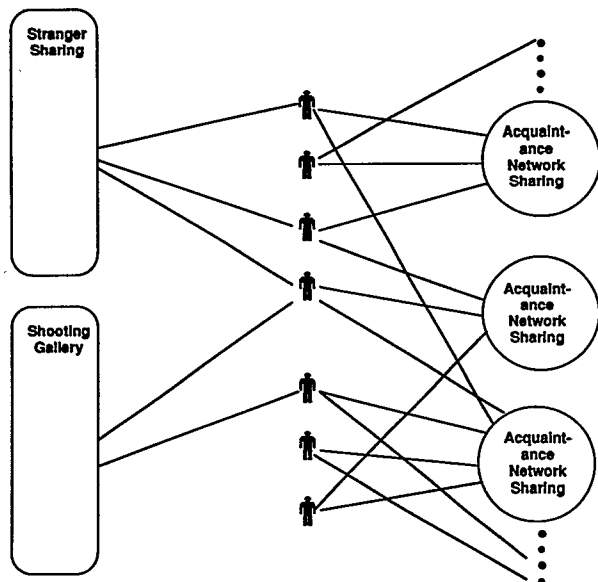 Stranger
Sharing
Acquaint-
ance
Network
Sharing
Shooting
Gallery
Acquaint-
ance
Network
Sharing
Acquaint-
ance
Network
Sharing